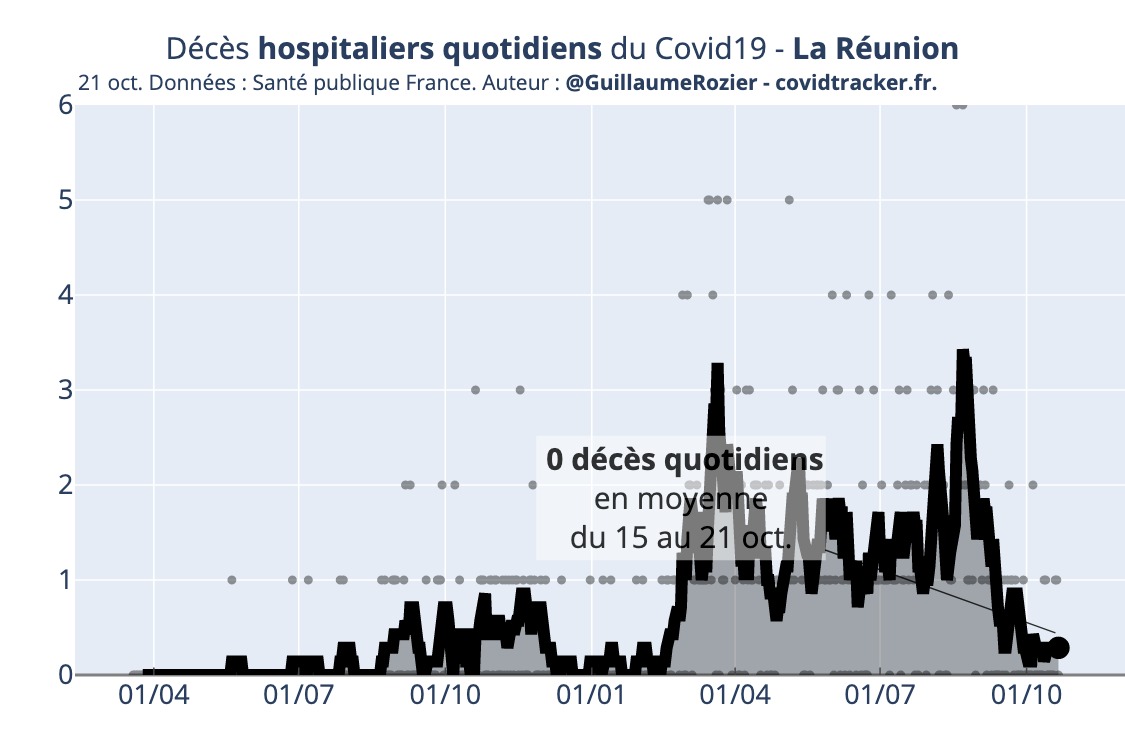 Décès hospitaliers quotidiens du Covid19 - La Réunion
21 oct. Données : Santé publique France. Auteur : @GuillaumeRozier - covidtracker.fr.
6
5
4
3
2
1
0
0 décès quotidiens
en moyenne
du 15 au 21 oct.
01/04 01/07 01/10 01/01 01/04 01/07 01/10